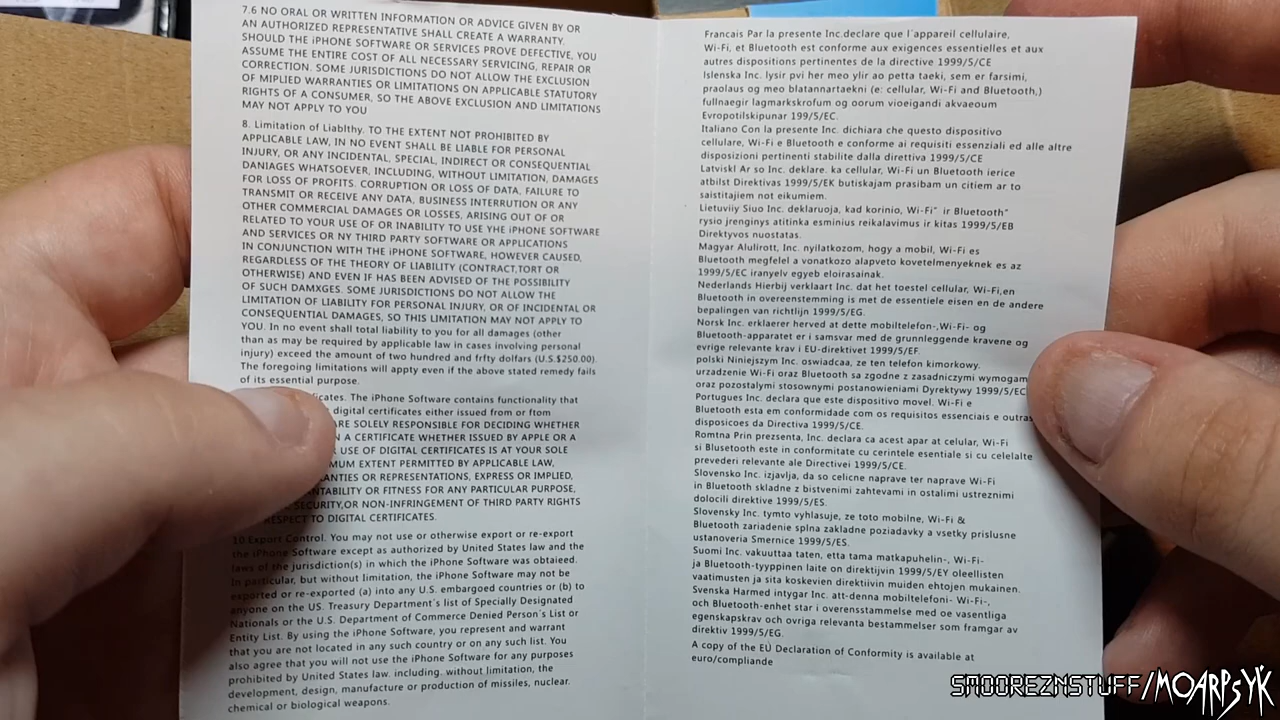 7.6 NO ORAL OR WRITTEN INFORMATION OR ADVICE GIVEN BY OR
AN AUTHORIZED REPRESENTATIVE SHALL CREATE A WARRANTY.
SHOULD THE iPHONE SOFTWARE OR SERVICES PROVE DEFECTIVE, YOU
ASSUME THE ENTIRE COST OF ALL NECESSARY SERVICING, REPAIR OR
CORRECTION. SOME JURISDICTIONS DO NOT ALLOW THE EXCLUSION
OF MIPLIED WARRANTIES OR LIMITATIONS ON APPLICABLE STATUTORY
RIGHTS OF A CONSUMER, SO THE ABOVE EXCLUSION AND LIMITATIONS
MAY NOT APPLY TO YOU
8. Limitation of Liablthy. TO THE EXTENT NOT PROHIBITED BY
APPLICABLE LAW, IN NO EVENT SHALL BE LIABLE FOR PERSONAL
INJURY, OR ANY INCIDENTAL, SPECIAL, INDIRECT OR CONSEQUENTIAL
DANIAGES WHATSOEVER, INCLUDING, WITHOUT LIMITATION, DAMAGES
FOR LOSS OF PROFITS. CORRUPTION OR LOSS OF DATA, FAILURE TO
TRANSMIT OR RECEIVE ANY DATA, BUSINESS INTERRUTION OR ANY
OTHER COMMERCIAL DAMAGES OR LOSSES, ARISING OUT OF OR
RELATED TO YOUR USE OF OR INABILITY TO USE YHE iPHONE SOFTWARE
AND SERVICES OR NY THIRD PARTY SOFTWARE OR APPLICATIONS
IN CONJUNCTION WITH THE iPHONE SOFTWARE, HOWEVER CAUSED,
REGARDLESS OF THE THEORY OF LIABILITY (CONTRACT,TORT OR
OTHERWISE) AND EVEN IF HAS BEEN ADVISED OF THE POSSIBILITY
OF SUCH DAMXGES. SOME JURISDICTIONS DO NOT ALLOW THE
LIMITATION OF LIABILITY FOR PERSONAL INJURY, OR OF INCIDENTAL OR
CONSEQUENTIAL DAMAGES, SO THIS LIMITATION MAY NOT APPLY TO
YOU. In no event shall total liability to you for all damages (other
than as may be required by applicable law in cases involving personal
injury) exceed the amount of two hundred and frfty dolfars (U.S.$250.00).
The foregoing limitations will appty even if the above stated remedy fails
of its essential purpose.
icates. The iPhone Software contains functionality that
digital certificates either issued from or ftom
ARE SOLELY RESPONSIBLE FOR DECIDING WHETHER
N A CERTIFICATE WHETHER ISSUED BY APPLE OR A
USE OF DIGITAL CERTIFICATES IS AT YOUR SOLE
MUM EXTENT PERMITTED BY APPLICABLE LAW,
ANTIES OR REPRESENTATIONS, EXPRESS OR IMPLIED,
NTABILITY OR FITNESS FOR ANY PARTICULAR PURPOSE,
SECURITY,OR NON-INFRINGEMENT OF THIRD PARTY RIGHTS
RESPECT TO DIGITAL CERTIFICATES.
10.Export Control. You may not use or otherwise export or re-export
the iPhone Software except as authorized by United States law and the
laws of the jurisdiction(s) in which the iPhone Software was obtaieed.
In particular, but without limitation, the iPhone Software may not be
exported or re-exported (a) into any U.S. embargoed countries or (b) to
anyone on the US. Treasury Department's list of Specially Designated
Nationals or the U.S. Department of Commerce Denied Person's List or
Entity List. By using the iPhone Software, you represent and warrant
that you are not located in any such country or on any such list. You
also agree that you will not use the iPhone Software for any purposes
prohibited by United States law. including. without limitation, the
development, design, manufacture or production of missiles, nuclear.
chemical or biological weapons.
Francais Par la presente Inc.declare que l'appareil cellulaire,
Wi-Fi, et Bluetooth est conforme aux exigences essentielles et aux
autres dispositions pertinentes de la directive 1999/5/CE
Islenska Inc. lysir pvi her meo ylir ao petta taeki, sem er farsimi,
praolaus og meo blatannartaeki (e: cellular, Wi-Fi and Bluetooth,)
fullnaegir lagmarkskrofum og oorum vioeigandi akvaeoum
Evropotilskipunar 199/5/EC.
Italiano Con la presente Inc. dichiara che questo dispositivo
cellulare, Wi-Fi e Bluetooth e conforme ai requisiti essenziali ed alle altre
disposizioni pertinenti stabilite dalla direttiva 1999/5/CE
Latviskl Ar so Inc. deklare. ka cellular, Wi-Fi un Bluetooth ierice
atbilst Direktivas 1999/5/EK butiskajam prasibam un citiem ar to
saistitajiem not eikumiem.
Lietuviiy Siuo Inc. deklaruoja, kad korinio, Wi-Fi" ir Bluetooth"
rysio jrenginys atitinka esminius reikalavimus ir kitas 1999/5/EB
Direktyvos nuostatas.
Magyar Alulirott, Inc. nyilatkozom, hogy a mobil, Wi-Fi es
Bluetooth megfelel a vonatkozo alapveto kovetelmenyeknek es az
1999/5/EC iranyelv egyeb eloirasainak.
Nederlands Hierbij verklaart Inc. dat het toestel cellular, Wi-Fi,en
Bluetooth in overeenstemming is met de essentiele eisen en de andere
bepalingen van richtlijn 1999/5/EG.
Norsk Inc. erklaerer herved at dette mobiltelefon-,Wi-Fi- og
Bluetooth-apparatet er i samsvar med de grunnleggende kravene og
evrige relevante krav i EU-direktivet 1999/5/EF.
polski Niniejszym Inc. oswiadcaa, ze ten telefon kimorkowy.
urzadzenie Wi-Fi oraz Bluetooth sa zgodne z zasadniczymi wymogam
oraz pozostalymi stosownymi postanowieniami Dyrektywy 1999/5/EC
Portugues Inc. declara que este dispositivo movel. Wi-Fi e
Bluetooth esta em conformidade com os requisitos essenciais e outras
disposicoes da Directiva 1999/5/CE.
Romtna Prin prezsenta, Inc. declara ca acest apar at celular, Wi-Fi
si Blusetooth este in conformitate cu cerintele esentiale si cu celelalte
prevederi relevante ale Directivei 1999/5/CE.
Slovensko Inc. izjavlja, da so celicne naprave ter naprave Wi-Fi
in Bluetooth skladne z bistvenimi zahtevami in ostalimi ustreznimi
dolocili direktive 1999/5/ES.
Slovensky Inc. tymto vyhlasuje, ze toto mobilne, Wi-Fi &
Bluetooth zariadenie splna zakladne poziadavky a vsetky prislusne
ustanoveria Smernice 1999/5/ES.
Suomi Inc. vakuuttaa taten, etta tama matkapuhelin-, Wi-Fi-
ja Bluetooth-tyyppinen laite on direktijvin 1999/5/EY oleellisten
vaatimusten ja sita koskevien direktiivin muiden ehtojen mukainen.
Svenska Harmed intygar Inc. att-denna mobiltelefoni- Wi-Fi-,
och Bluetooth-enhet star i overensstammelse med oe vasentliga
egenskapskrav och ovriga relevanta bestammelser som framgar av
direktiv 1999/5/EG.
A copy of the EU Declaration of Conformity is available at
euro/compliande
SMOOREZNSTUFF/MOARPSYK